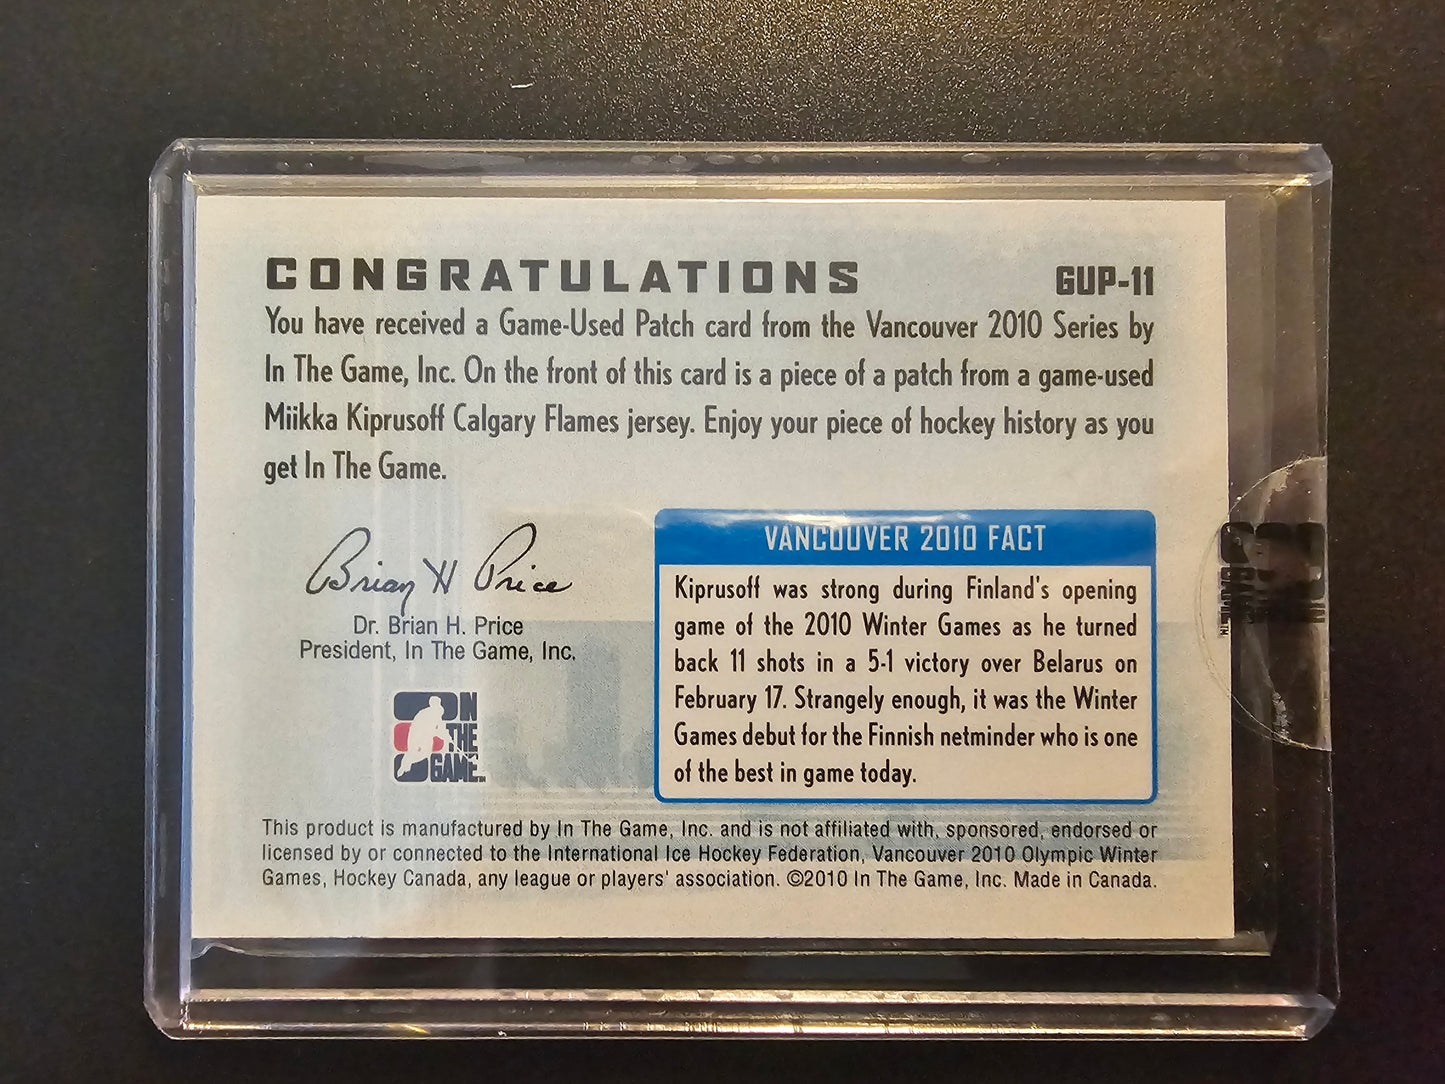 CONGRATULATIONS GUP-11
You have received a Game-Used Patch card from the Vancouver 2010 Series by
In The Game, Inc. On the front of this card is a piece of a patch from a game-used
Miikka Kiprusoff Calgary Flames jersey. Enjoy your piece of hockey history as you
get In The Game.
Brian H Price
Dr. Brian H. Price
President, In The Game, Inc.
IN
THE
GAME™
VANCOUVER 2010 FACT
Kiprusoff was strong during Finland's opening
game of the 2010 Winter Games as he turned
back 11 shots in a 5-1 victory over Belarus on
February 17. Strangely enough, it was the Winter
Games debut for the Finnish netminder who is one
of the best in game today.
This product is manufactured by In The Game, Inc. and is not affiliated with, sponsored, endorsed or
licensed by or connected to the International Ice Hockey Federation, Vancouver 2010 Olympic Winter
Games, Hockey Canada, any league or players' association. ©2010 In The Game, Inc. Made in Canada.
IN
THE
GAME™